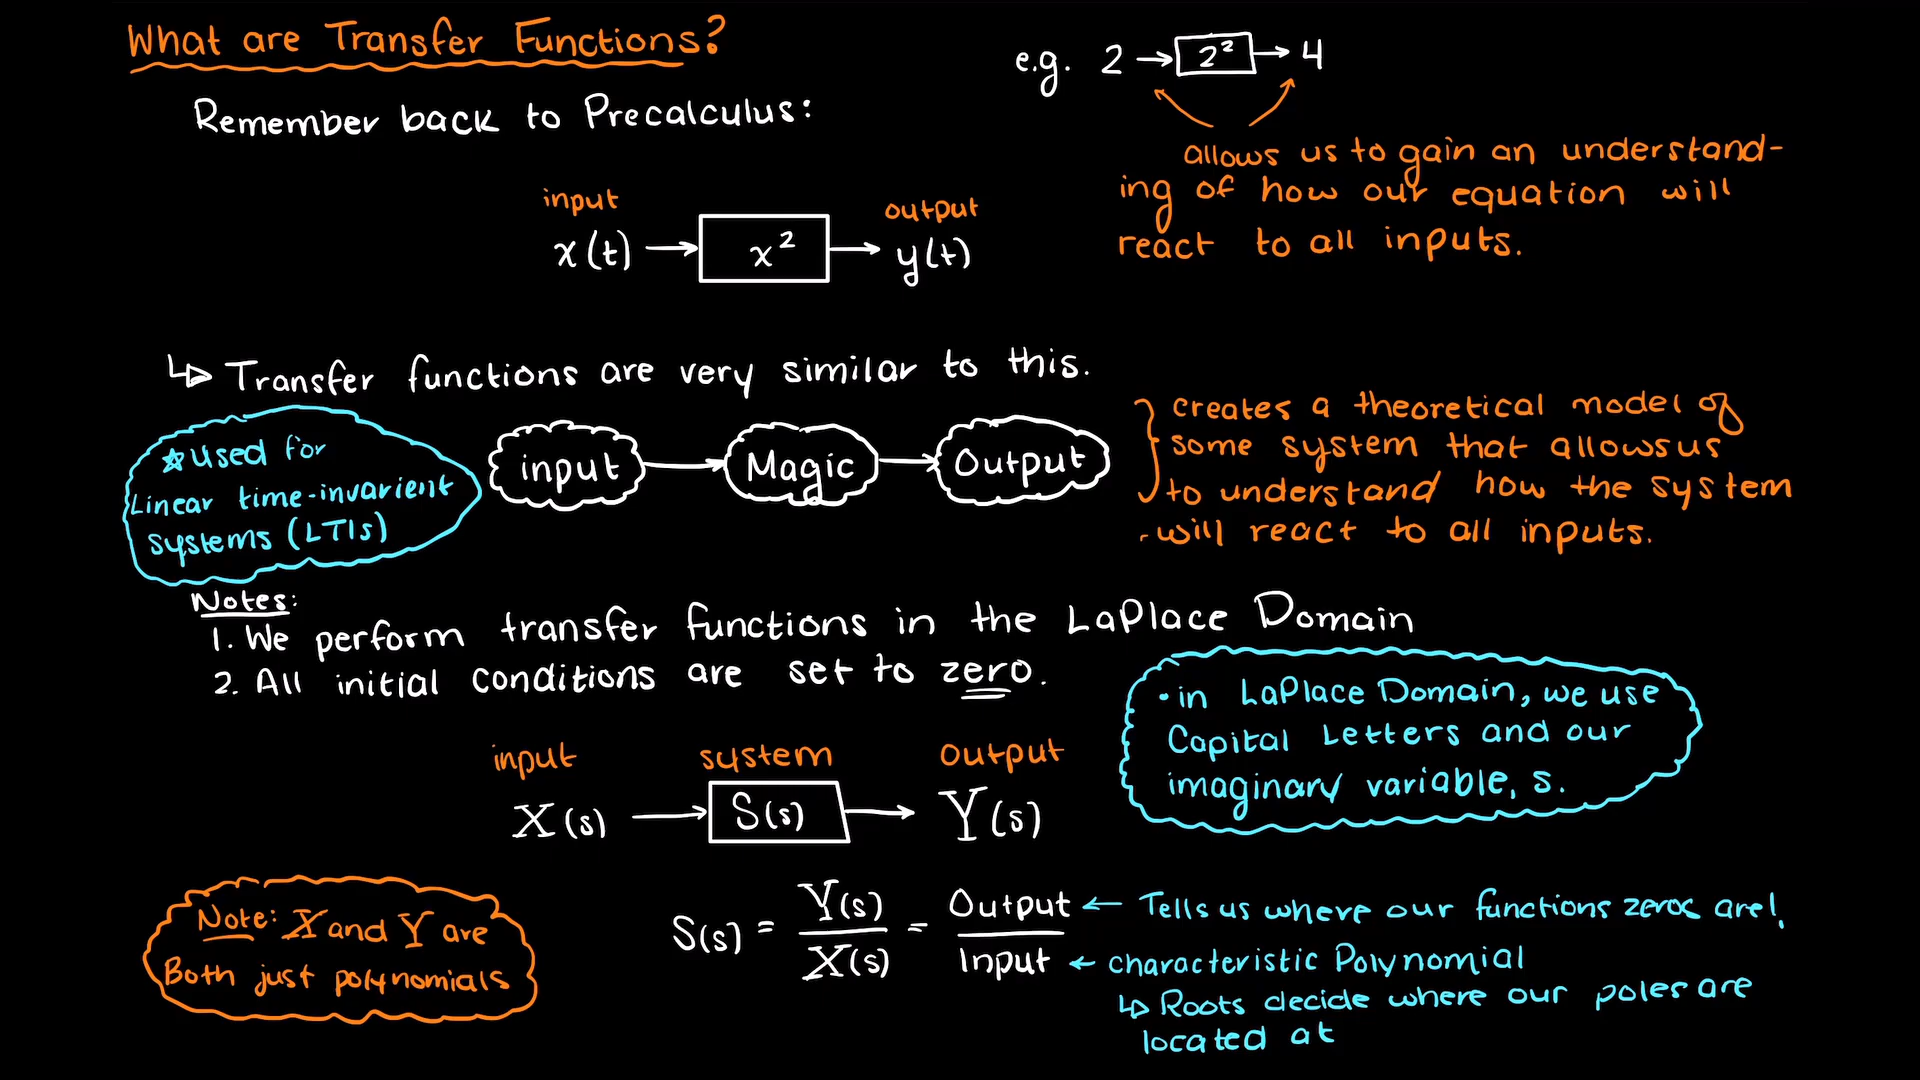 What are Transfer Functions?
Remember back to Precalculus:
e.g. 2 → 2² → 4
allows us to gain an understand-
ing of how our equation will
react to all inputs.
input
output
x(t) → x² → y(t)
↳ Transfer functions are very similar to this.
☆ used for
Linear time-invarient
systems (LTIs)
input → Magic → Output
} creates a theoretical model of
some system that allows us
to understand how the system
will react to all inputs.
Notes:
1. We perform transfer functions in the LaPlace Domain
2. All initial conditions are set to zero.
• in LaPlace Domain, we use
Capital Letters and our
imaginary variable, s.
input system output
X(s) → S(s) → Y(s)
Note: X and Y are
Both just polynomials
S(s) = Y(s)/X(s) = Output/Input
← Tells us where our functions zeros are!
← characteristic Polynomial
↳ Roots decide where our poles are
located at